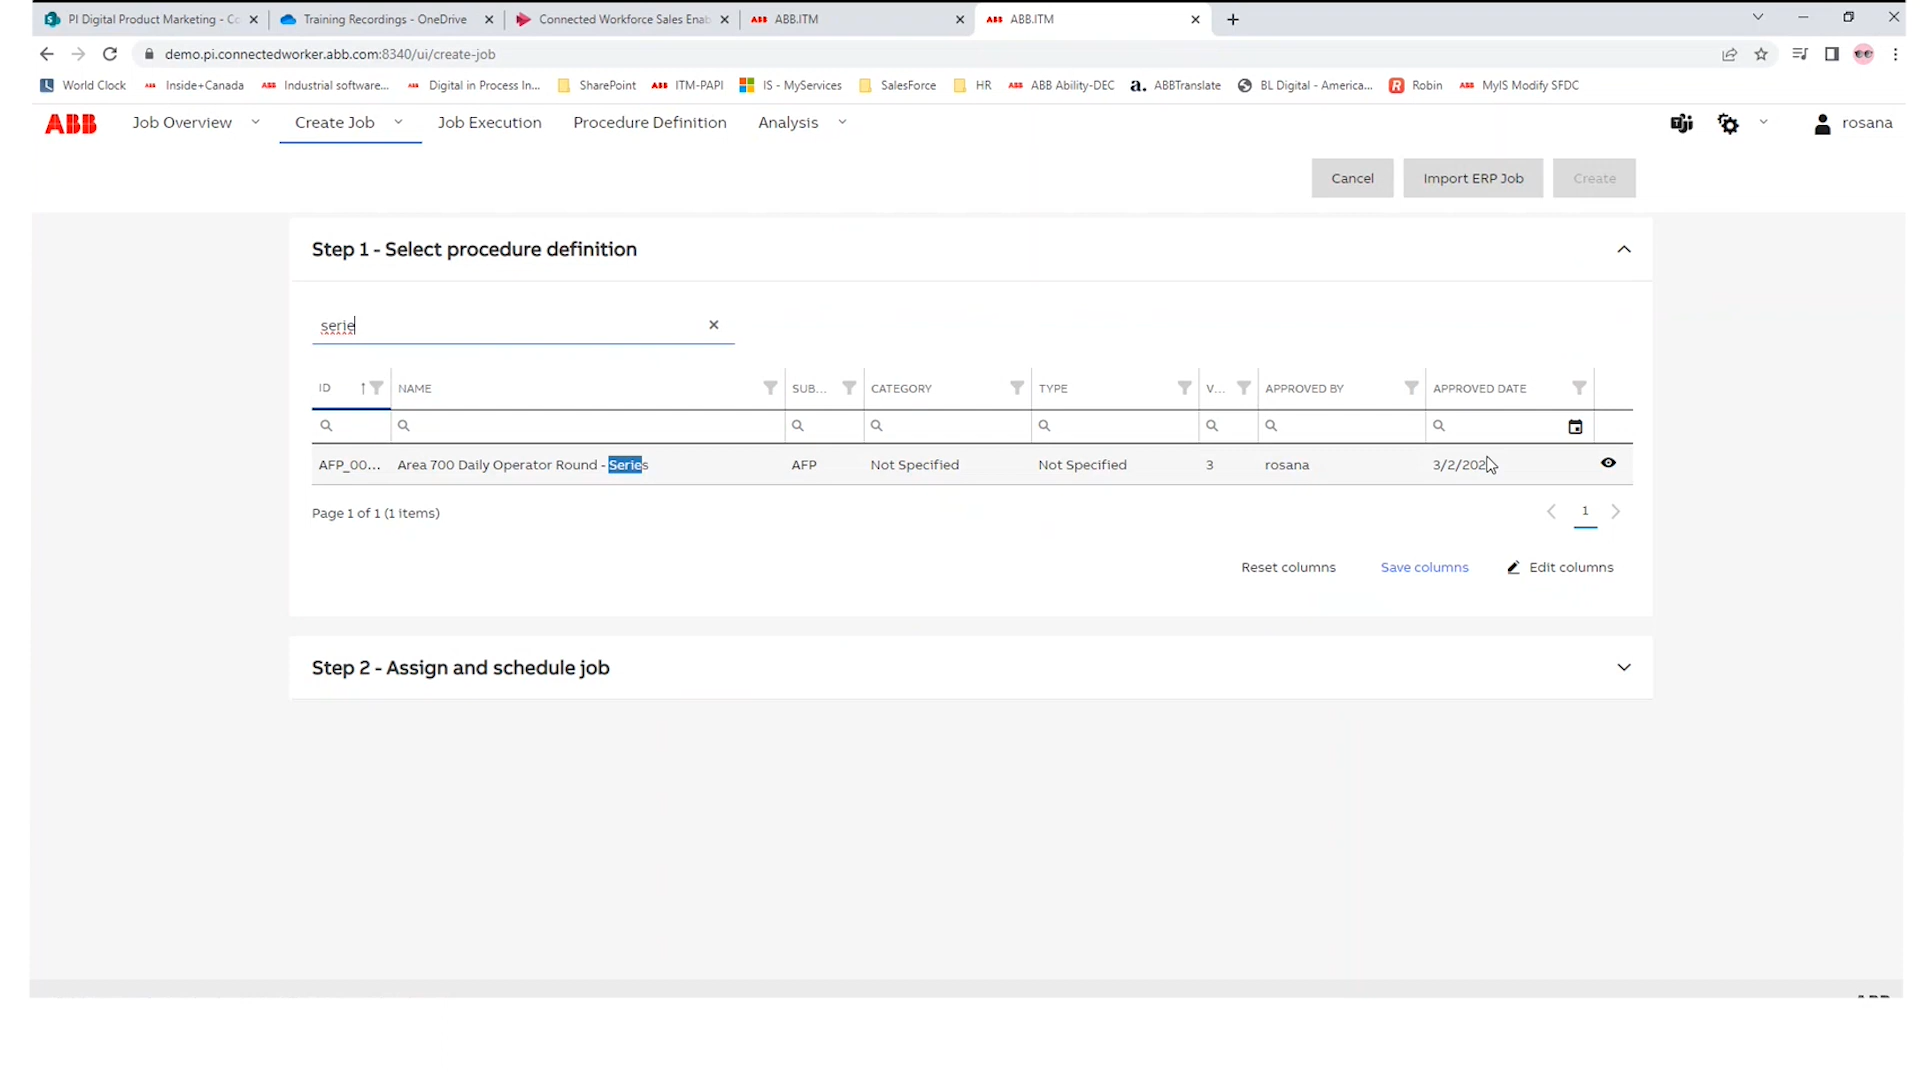 PI Digital Product Marketing - Co
Training Recordings - OneDrive
Connected Workforce Sales Enab
ABB ABB.ITM
ABB ABB.ITM
demo.pi.connectedworker.abb.com:8340/ui/create-job
World Clock
Inside+Canada
Industrial software...
Digital in Process In...
SharePoint
ITM-PAPI
IS - MyServices
SalesForce
HR
ABB Ability-DEC
a. ABBTranslate
BL Digital - America...
Robin
MyIS Modify SFDC
ABB
Job Overview
Create Job
Job Execution
Procedure Definition
Analysis
rosana
Cancel
Import ERP Job
Create
Step 1 - Select procedure definition
serie
ID NAME SUB... CATEGORY TYPE V... APPROVED BY APPROVED DATE
AFP_00... Area 700 Daily Operator Round - Series AFP Not Specified Not Specified 3 rosana 3/2/202
Page 1 of 1 (1 items)
1
Reset columns
Save columns
Edit columns
Step 2 - Assign and schedule job